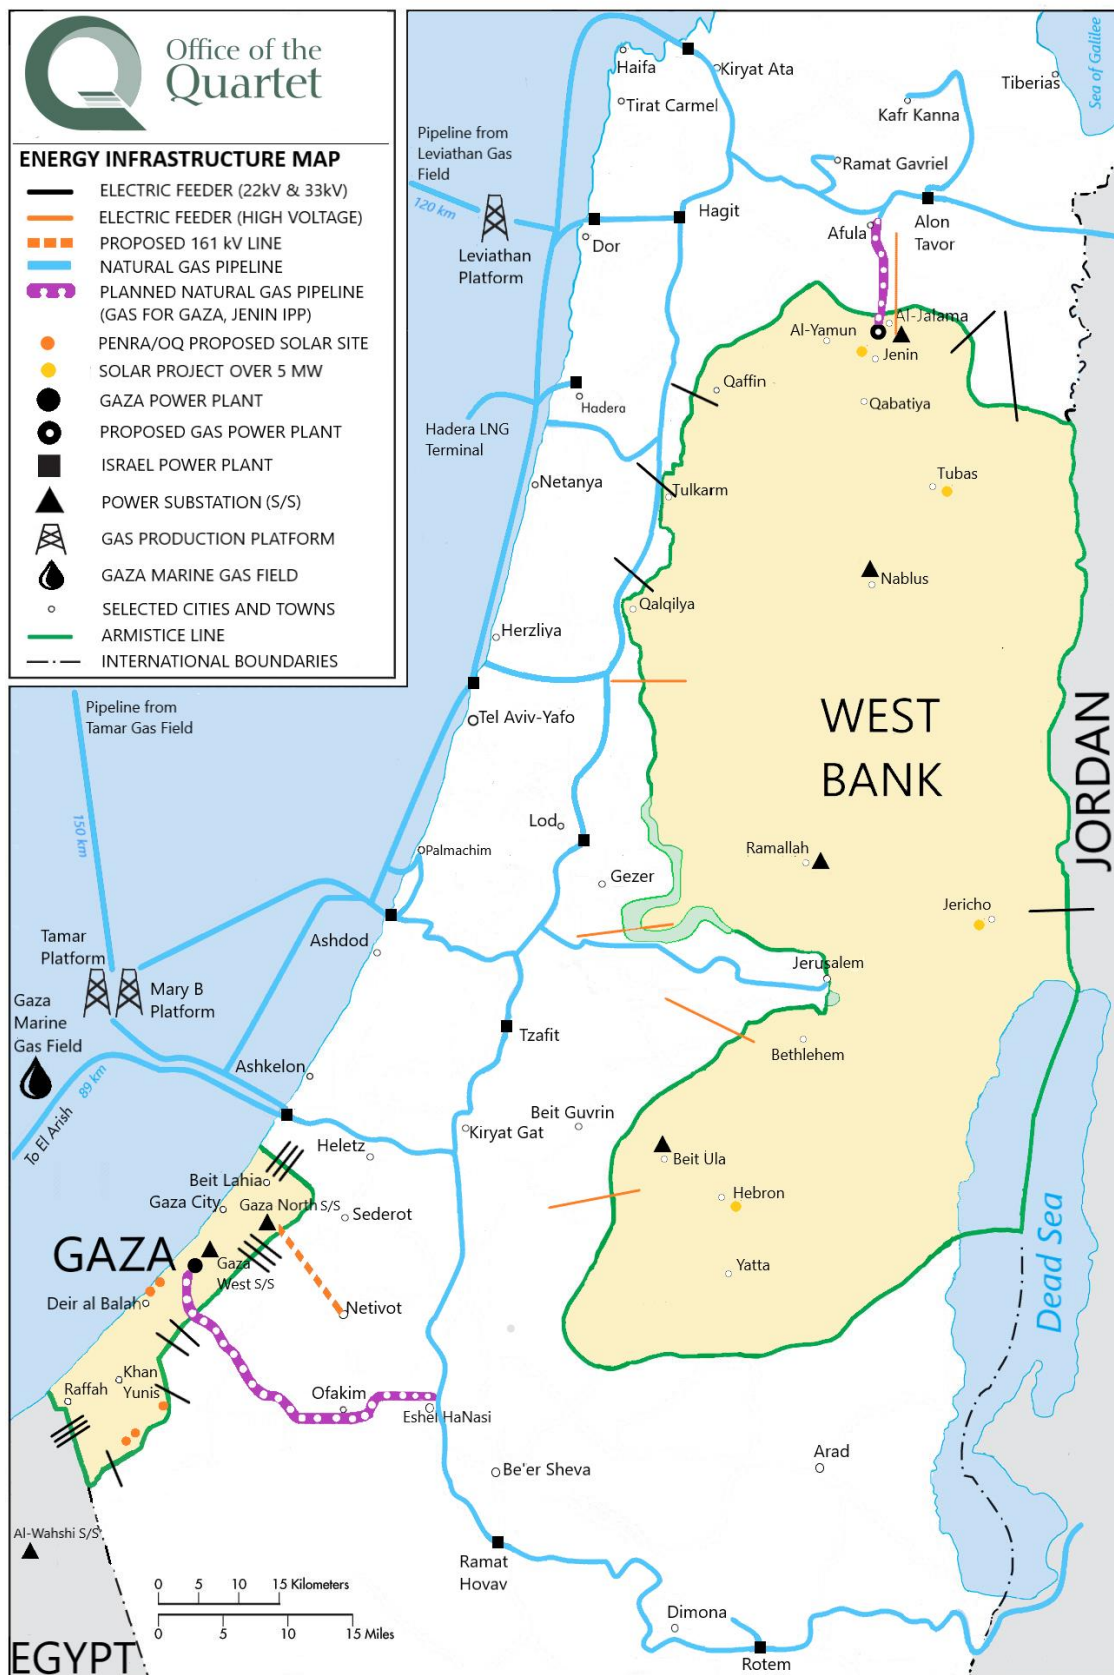 Office of the
Quartet
ENERGY INFRASTRUCTURE MAP
ELECTRIC FEEDER (22kV & 33kV)
ELECTRIC FEEDER (HIGH VOLTAGE)
PROPOSED 161 kV LINE
NATURAL GAS PIPELINE
PLANNED NATURAL GAS PIPELINE
(GAS FOR GAZA, JENIN IPP)
PENRA/OQ PROPOSED SOLAR SITE
SOLAR PROJECT OVER 5 MW
GAZA POWER PLANT
PROPOSED GAS POWER PLANT
ISRAEL POWER PLANT
POWER SUBSTATION (S/S)
GAS PRODUCTION PLATFORM
GAZA MARINE GAS FIELD
SELECTED CITIES AND TOWNS
ARMISTICE LINE
INTERNATIONAL BOUNDARIES
Haifa
Kiryat Ata
Tiberias
Sea of Galilee
Tirat Carmel
Kafr Kanna
Pipeline from
Leviathan Gas
Field
120 km
Ramat Gavriel
Hagit
Alon
Tavor
Afula
Dor
Leviathan
Platform
Al-Jalama
Al-Yamun
Jenin
Qaffin
Qabatiya
Hadera
Hadera LNG
Terminal
Netanya
Tulkarm
Tubas
Nablus
Qalqilya
Herzliya
Pipeline from
Tamar Gas Field
Tel Aviv-Yafo
WEST
BANK
JORDAN
150 km
Lod
Palmachim
Ramallah
Gezer
Jericho
Tamar
Platform
Ashdod
Jerusalem
Mary B
Platform
Gaza
Marine
Gas Field
Tzafit
Bethlehem
Ashkelon
89 km
To El Arish
Beit Guvrin
Kiryat Gat
Heletz
Beit Ula
Beit Lahia
Gaza City
Gaza North S/S
Sederot
Hebron
GAZA
Gaza
West S/S
Yatta
Dead Sea
Deir al Balah
Netivot
Khan
Yunis
Raffah
Ofakim
Eshel HaNasi
Be'er Sheva
Arad
Al-Wahshi S/S
Ramat
Hovav
0 5 10 15 Kilometers
0 5 10 15 Miles
Dimona
EGYPT
Rotem